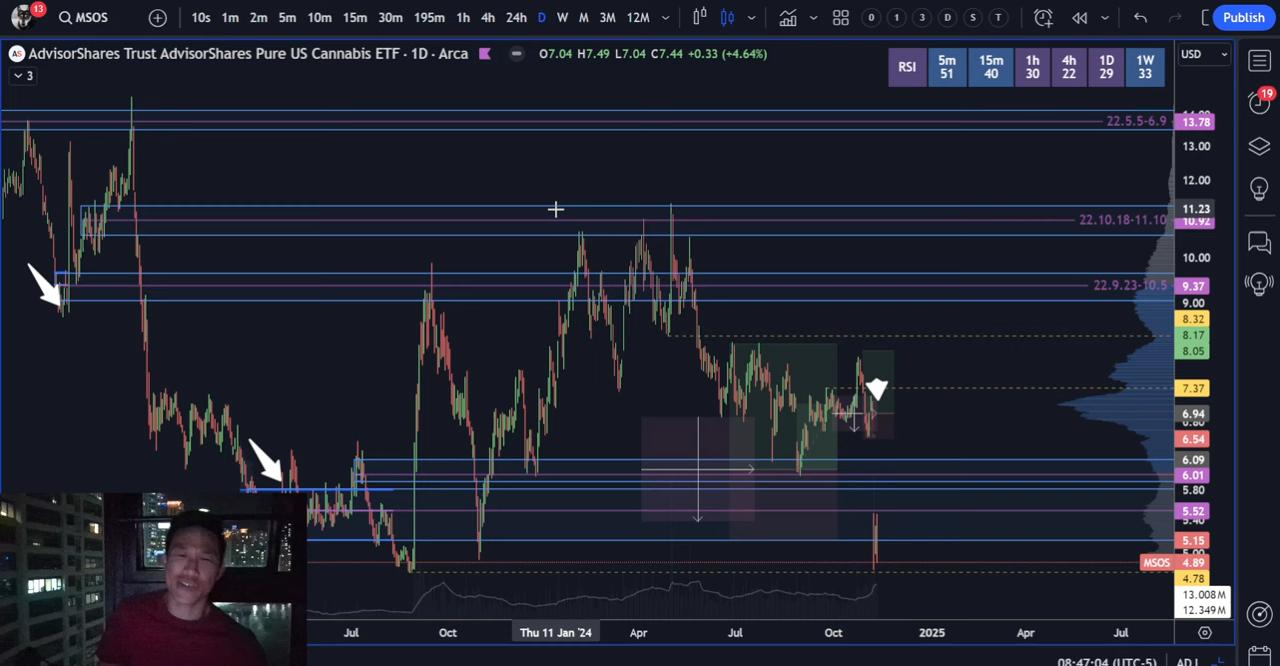 13 MSOS 10s 1m 2m 5m 10m 15m 30m 195m 1h 4h 24h D W M 3M 12M 0 1 3 D S T Publish
AdvisorShares Trust AdvisorShares Pure US Cannabis ETF · 1D · Arca O7.04 H7.49 L7.04 C7.44 +0.33 (+4.64%) USD
3
RSI 5m 15m 1h 4h 1D 1W
51 40 30 22 29 33
19
22.5.5-6.9 13.78
13.00
12.00
11.23
22.10.18-11.10 10.92
10.00
22.9.23-10.5 9.37
9.00
8.32
8.17
8.05
7.37
6.94
6.80
6.54
6.09
6.01
5.80
5.52
5.40
5.15
MSOS 4.89
4.78
13.008 M
12.349 M
Jul Oct Thu 11 Jan '24 Apr Jul Oct 2025 Apr Jul
08:47:04 (UTC-5) ADJ